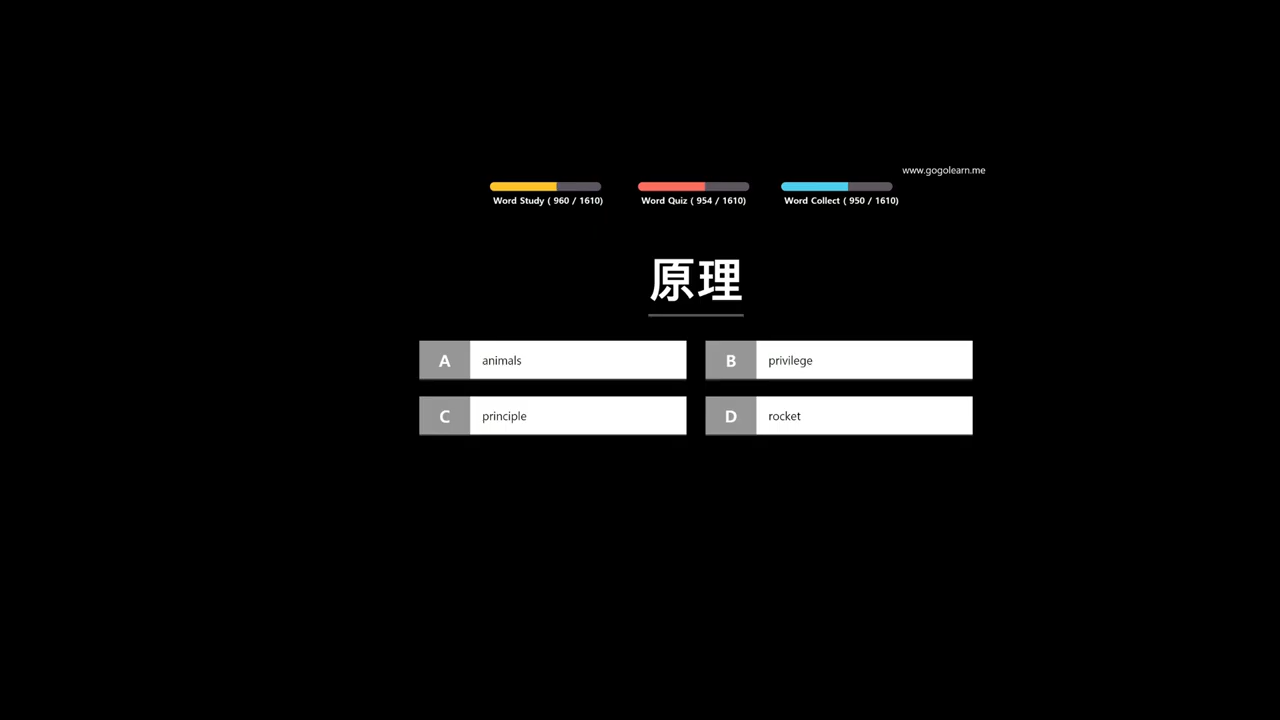 www.gogolearn.me
Word Study ( 960 / 1610)
Word Quiz ( 954 / 1610)
Word Collect ( 950 / 1610)
原理
A animals
B privilege
C principle
D rocket